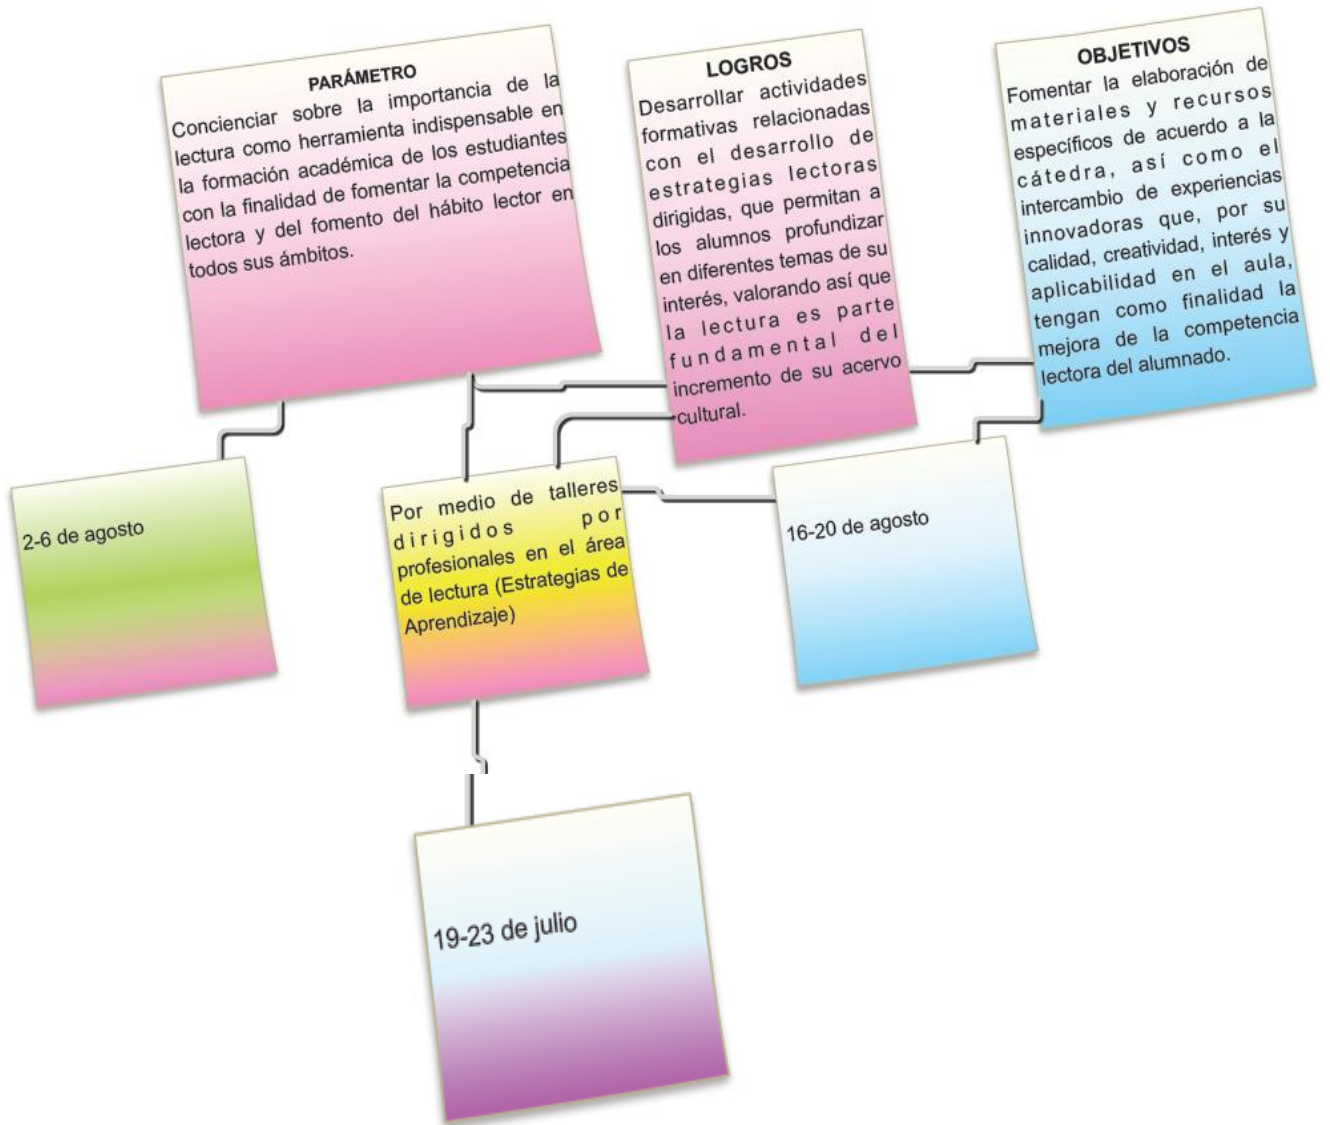 PARÁMETRO
Concienciar sobre la importancia de la
lectura como herramienta indispensable en
la formación académica de los estudiantes
con la finalidad de fomentar la competencia
lectora y del fomento del hábito lector en
todos sus ámbitos.
LOGROS
Desarrollar actividades
formativas relacionadas
con el desarrollo de
estrategias lectoras
dirigidas, que permitan a
los alumnos profundizar
en diferentes temas de su
interés, valorando así que
la lectura es parte
fundamental del
incremento de su acervo
cultural.
OBJETIVOS
Fomentar la elaboración de
materiales y recursos
específicos de acuerdo a la
cátedra, así como el
intercambio de experiencias
innovadoras que, por su
calidad, creatividad, interés y
aplicabilidad en el aula,
tengan como finalidad la
mejora de la competencia
lectora del alumnado.
2-6 de agosto
Por medio de talleres
dirigidos por
profesionales en el área
de lectura (Estrategias de
Aprendizaje)
16-20 de agosto
19-23 de julio